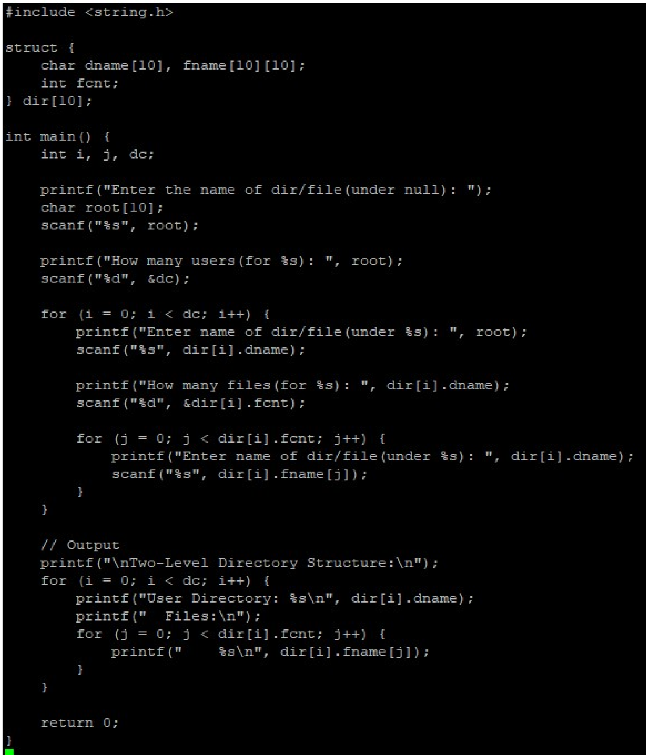 #include <string.h>

struct {
    char dname[10], fname[10][10];
    int fcnt;
} dir[10];

int main() {
    int i, j, dc;

    printf("Enter the name of dir/file(under null): ");
    char root[10];
    scanf("%s", root);

    printf("How many users(for %s): ", root);
    scanf("%d", &dc);

    for (i = 0; i < dc; i++) {
        printf("Enter name of dir/file(under %s): ", root);
        scanf("%s", dir[i].dname);

        printf("How many files(for %s): ", dir[i].dname);
        scanf("%d", &dir[i].fcnt);

        for (j = 0; j < dir[i].fcnt; j++) {
            printf("Enter name of dir/file(under %s): ", dir[i].dname);
            scanf("%s", dir[i].fname[j]);
        }
    }

    // Output
    printf("\nTwo-Level Directory Structure:\n");
    for (i = 0; i < dc; i++) {
        printf("User Directory: %s\n", dir[i].dname);
        printf("  Files:\n");
        for (j = 0; j < dir[i].fcnt; j++) {
            printf("    %s\n", dir[i].fname[j]);
        }
    }

    return 0;
}